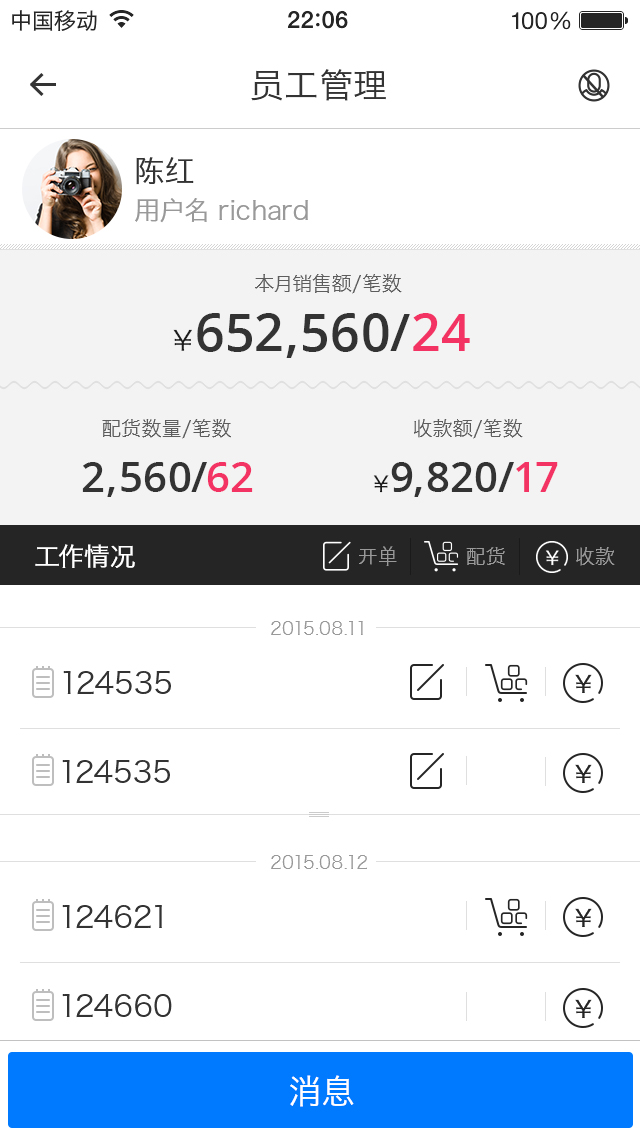 中国移动 22:06 100%
员工管理
陈红
用户名 richard
本月销售额/笔数
¥652,560/24
配货数量/笔数 收款额/笔数
2,560/62 ¥9,820/17
工作情况 开单 配货 ¥ 收款
2015.08.11
124535 ¥
124535 ¥
2015.08.12
124621 ¥
124660 ¥
消息